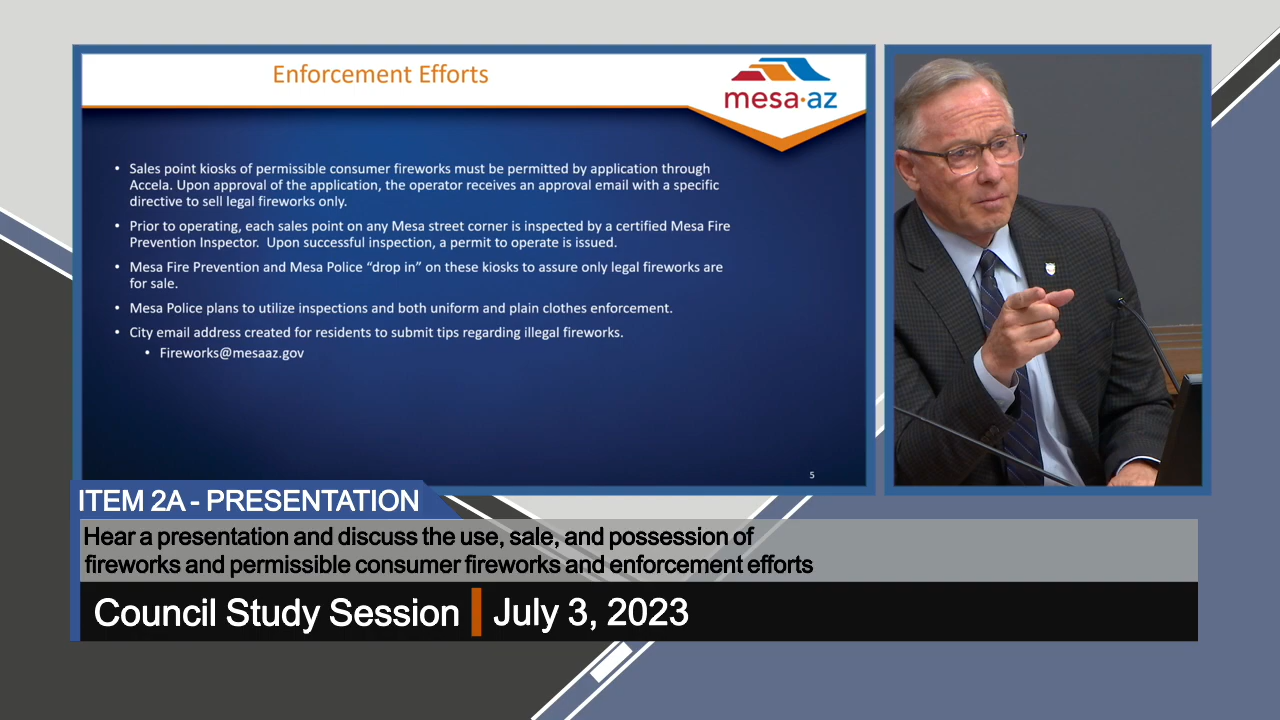 Enforcement Efforts
mesa·az
• Sales point kiosks of permissible consumer fireworks must be permitted by application through
Accela. Upon approval of the application, the operator receives an approval email with a specific
directive to sell legal fireworks only.
• Prior to operating, each sales point on any Mesa street corner is inspected by a certified Mesa Fire
Prevention Inspector. Upon successful inspection, a permit to operate is issued.
• Mesa Fire Prevention and Mesa Police “drop in” on these kiosks to assure only legal fireworks are
for sale.
• Mesa Police plans to utilize inspections and both uniform and plain clothes enforcement.
• City email address created for residents to submit tips regarding illegal fireworks.
• Fireworks@mesaaz.gov
5
ITEM 2A - PRESENTATION
Hear a presentation and discuss the use, sale, and possession of
fireworks and permissible consumer fireworks and enforcement efforts
Council Study Session July 3, 2023